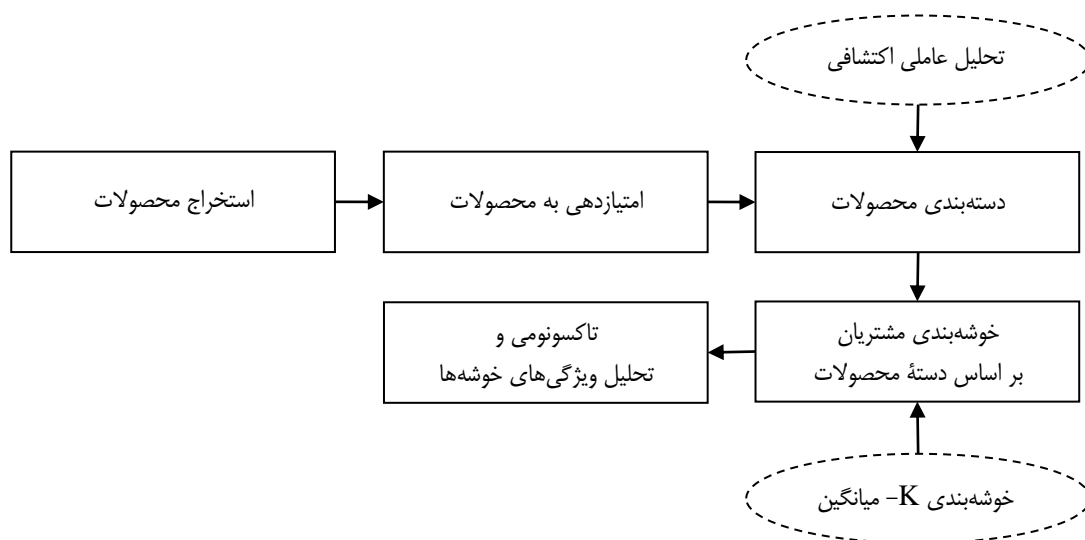 تحلیل عاملی اکتشافی
استخراج محصولات
امتیازدهی به محصولات
دسته‌بندی محصولات
خوشه‌بندی مشتریان
بر اساس دستهٔ محصولات
تاکسونومی و
تحلیل ویژگی‌های خوشه‌ها
خوشه‌بندی K- میانگین